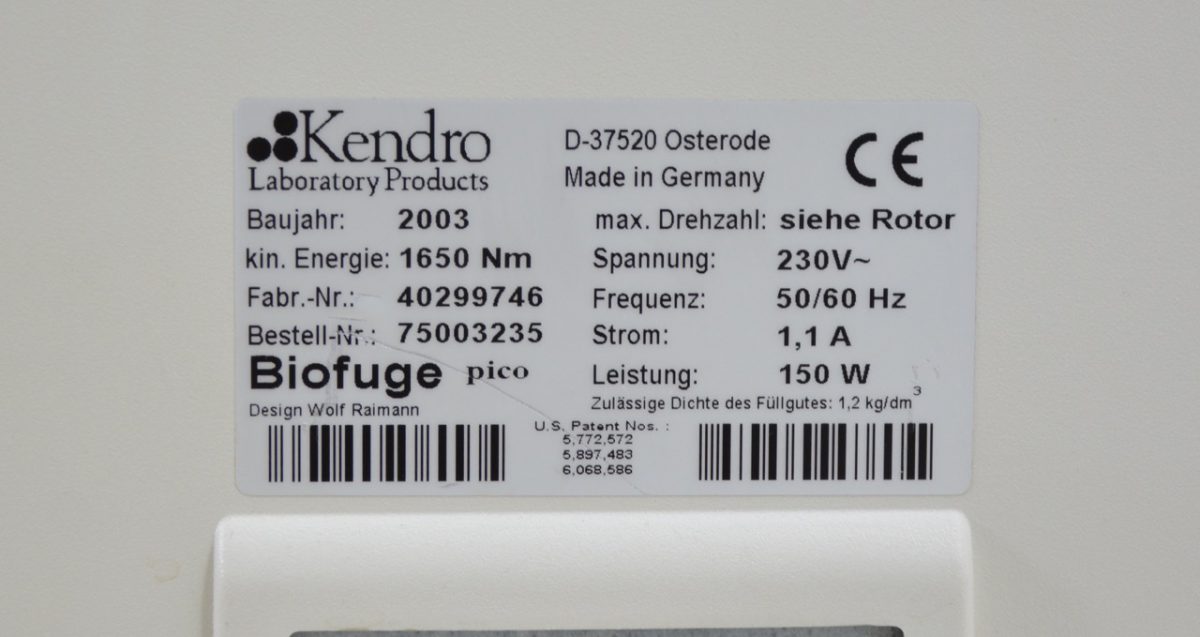 Kendro
Laboratory Products
D-37520 Osterode
Made in Germany
CE
Baujahr: 2003
max. Drehzahl: siehe Rotor
kin. Energie: 1650 Nm
Spannung: 230V~
Fabr.-Nr.: 40299746
Frequenz: 50/60 Hz
Bestell-Nr.: 75003235
Strom: 1,1 A
Biofuge pico
Leistung: 150 W
Design Wolf Raimann
Zulässige Dichte des Füllgutes: 1,2 kg/dm³
U.S. Patent Nos. :
5,772,572
5,897,483
6,068,586